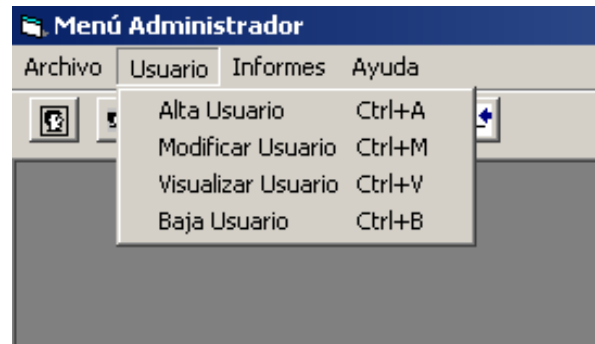 Menú Administrador
Archivo Usuario Informes Ayuda
Alta Usuario Ctrl+A
Modificar Usuario Ctrl+M
Visualizar Usuario Ctrl+V
Baja Usuario Ctrl+B